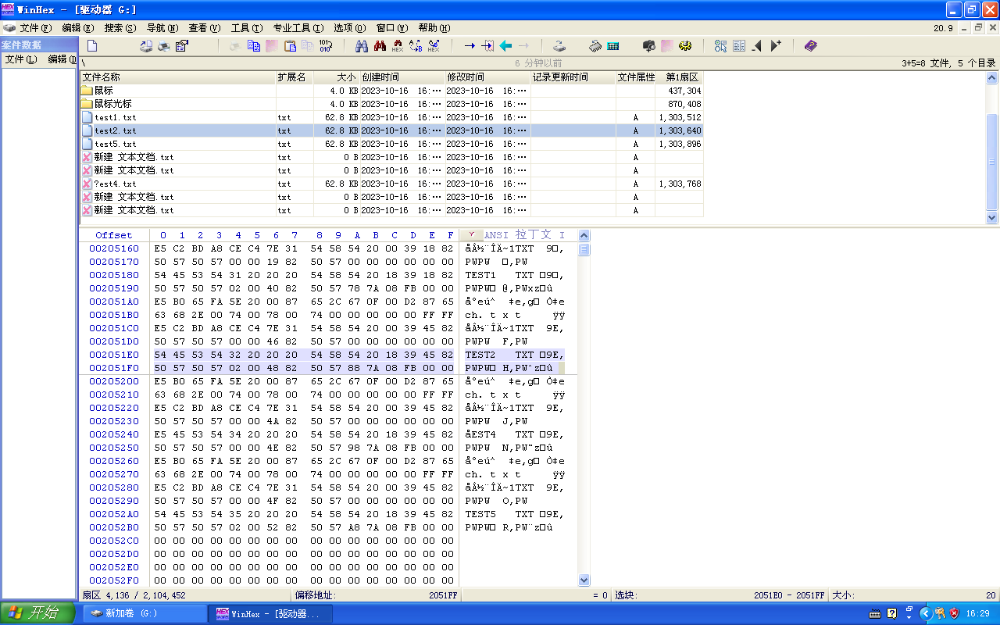 WinHex - [驱动器 G:]
文件(F) 编辑(E) 搜索(S) 导航(N) 查看(V) 工具(T) 专业工具(I) 选项(O) 窗口(W) 帮助(H) 20.9
案件数据
文件(L) 编辑(D
\ 6 分钟以前 3+5=8 文件, 5 个目录
文件名称 扩展名 大小 创建时间 修改时间 记录更新时间 文件属性 第1扇区
鼠标 4.0 KB 2023-10-16 16:… 2023-10-16 16:… 437,304
鼠标光标 4.0 KB 2023-10-16 16:… 2023-10-16 16:… 870,408
test1.txt txt 62.8 KB 2023-10-16 16:… 2023-10-16 16:… A 1,303,512
test2.txt txt 62.8 KB 2023-10-16 16:… 2023-10-16 16:… A 1,303,640
test5.txt txt 62.8 KB 2023-10-16 16:… 2023-10-16 16:… A 1,303,896
新建 文本文档.txt txt 0 B 2023-10-16 16:… 2023-10-16 16:… A
新建 文本文档.txt txt 0 B 2023-10-16 16:… 2023-10-16 16:… A
?est4.txt txt 62.8 KB 2023-10-16 16:… 2023-10-16 16:… A 1,303,768
新建 文本文档.txt txt 0 B 2023-10-16 16:… 2023-10-16 16:… A
新建 文本文档.txt txt 0 B 2023-10-16 16:… 2023-10-16 16:… A
Offset 0 1 2 3 4 5 6 7 8 9 A B C D E F ANSI 拉丁文 I
00205160 E5 C2 BD A8 CE C4 7E 31 54 58 54 20 00 39 18 82 åÂ½¨ÎÄ~1TXT 9□‚
00205170 50 57 50 57 00 00 19 82 50 57 00 00 00 00 00 00 PWPW □‚PW
00205180 54 45 53 54 31 20 20 20 54 58 54 20 18 39 18 82 TEST1 TXT □9□‚
00205190 50 57 50 57 02 00 40 82 50 57 78 7A 08 FB 00 00 PWPW□ @‚PWxz□û
002051A0 E5 B0 65 FA 5E 20 00 87 65 2C 67 0F 00 D2 87 65 å°eú^ ‡e,g□ Ò‡e
002051B0 63 68 2E 00 74 00 78 00 74 00 00 00 00 00 FF FF ch. t x t ÿÿ
002051C0 E5 C2 BD A8 CE C4 7E 31 54 58 54 20 00 39 45 82 åÂ½¨ÎÄ~1TXT 9E‚
002051D0 50 57 50 57 00 00 46 82 50 57 00 00 00 00 00 00 PWPW F‚PW
002051E0 54 45 53 54 32 20 20 20 54 58 54 20 18 39 45 82 TEST2 TXT □9E‚
002051F0 50 57 50 57 02 00 48 82 50 57 88 7A 08 FB 00 00 PWPW□ H‚PWˆz□û
00205200 E5 B0 65 FA 5E 20 00 87 65 2C 67 0F 00 D2 87 65 å°eú^ ‡e,g□ Ò‡e
00205210 63 68 2E 00 74 00 78 00 74 00 00 00 00 00 FF FF ch. t x t ÿÿ
00205220 E5 C2 BD A8 CE C4 7E 31 54 58 54 20 00 39 45 82 åÂ½¨ÎÄ~1TXT 9E‚
00205230 50 57 50 57 00 00 4A 82 50 57 00 00 00 00 00 00 PWPW J‚PW
00205240 E5 45 53 54 34 20 20 20 54 58 54 20 18 39 45 82 åEST4 TXT □9E‚
00205250 50 57 50 57 00 00 4E 82 50 57 98 7A 08 FB 00 00 PWPW N‚PW˜z□û
00205260 E5 B0 65 FA 5E 20 00 87 65 2C 67 0F 00 D2 87 65 å°eú^ ‡e,g□ Ò‡e
00205270 63 68 2E 00 74 00 78 00 74 00 00 00 00 00 FF FF ch. t x t ÿÿ
00205280 E5 C2 BD A8 CE C4 7E 31 54 58 54 20 00 39 45 82 åÂ½¨ÎÄ~1TXT 9E‚
00205290 50 57 50 57 00 00 4F 82 50 57 00 00 00 00 00 00 PWPW O‚PW
002052A0 54 45 53 54 35 20 20 20 54 58 54 20 18 39 45 82 TEST5 TXT □9E‚
002052B0 50 57 50 57 02 00 52 82 50 57 A8 7A 08 FB 00 00 PWPW□ R‚PW¨z□û
002052C0 00 00 00 00 00 00 00 00 00 00 00 00 00 00 00 00
002052D0 00 00 00 00 00 00 00 00 00 00 00 00 00 00 00 00
002052E0 00 00 00 00 00 00 00 00 00 00 00 00 00 00 00 00
002052F0 00 00 00 00 00 00 00 00 00 00 00 00 00 00 00 00
扇区 4,136 / 2,104,452 偏移地址: 2051FF = 0 选块: 2051E0 - 2051FF 大小: 20
开始 新加卷 (G:) WinHex - [驱动器... 16:29